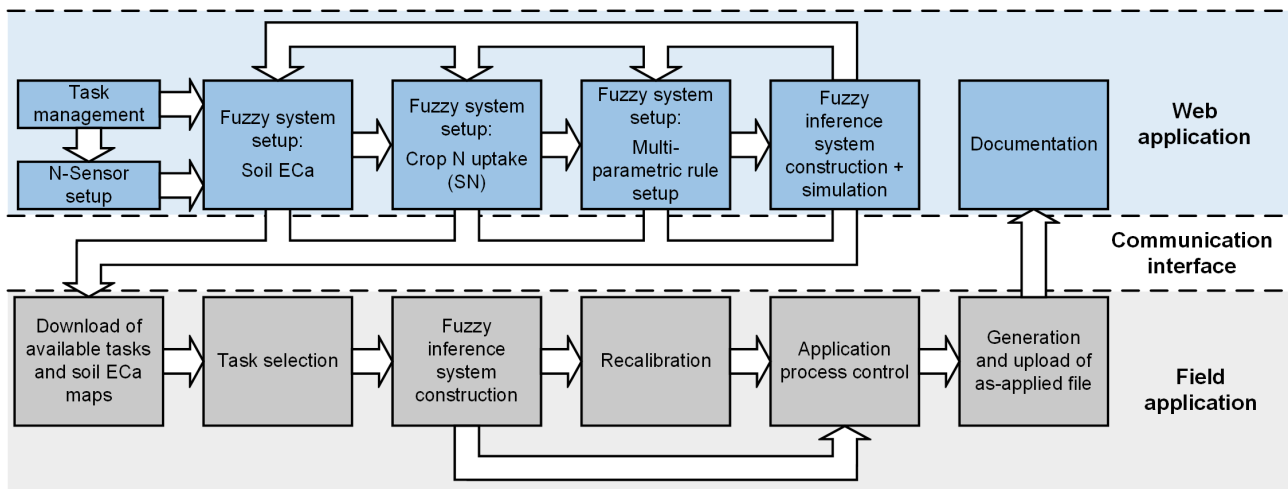 Task
management
N-Sensor
setup
Fuzzy system
setup:
Soil ECa
Fuzzy system
setup:
Crop N uptake
(SN)
Fuzzy system
setup:
Multi-
parametric rule
setup
Fuzzy
inference
system
construction +
simulation
Documentation
Web
application
Communication
interface
Download of
available tasks
and soil ECa
maps
Task selection
Fuzzy
inference
system
construction
Recalibration
Application
process control
Generation
and upload of
as-applied file
Field
application